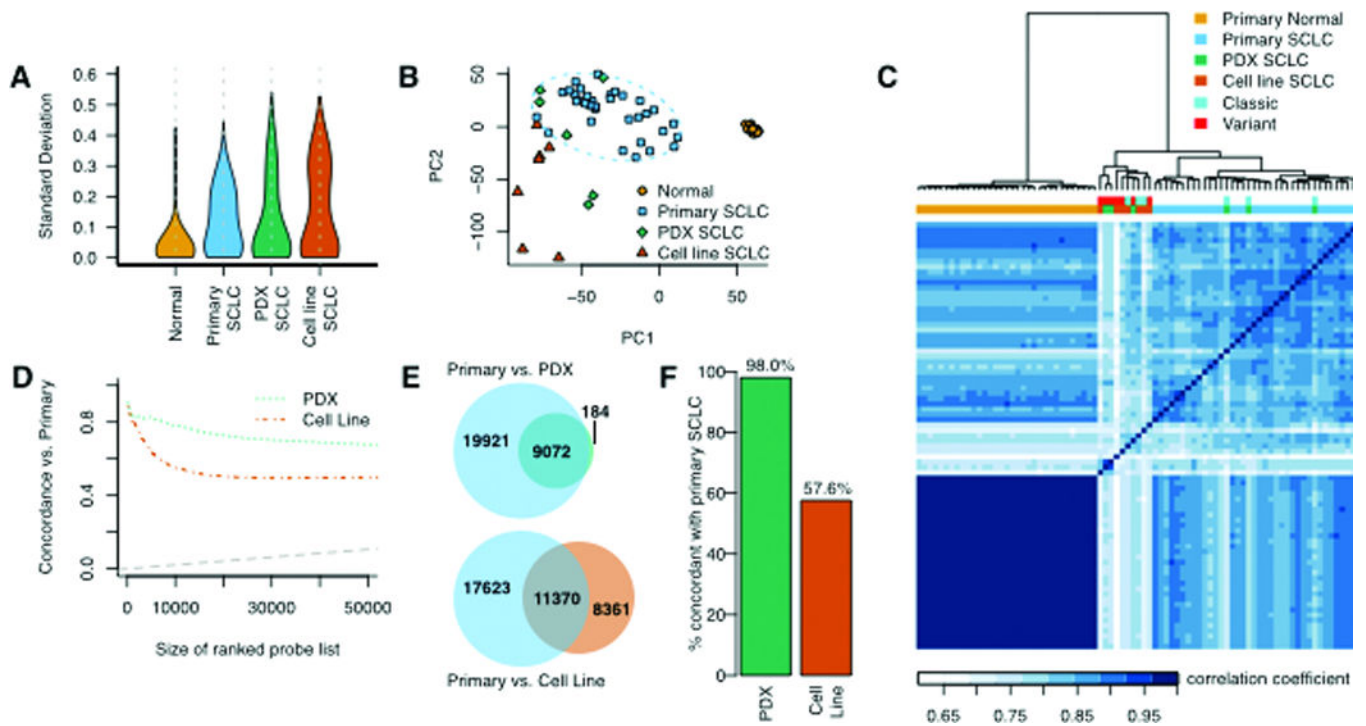 A
Standard Deviation
0.6
0.5
0.4
0.3
0.2
0.1
0.0
Normal
Primary SCLC
PDX SCLC
Cell line SCLC
B
PC2
50
0
−50
−100
Normal
Primary SCLC
PDX SCLC
Cell line SCLC
−50
0
50
PC1
C
Primary Normal
Primary SCLC
PDX SCLC
Cell line SCLC
Classic
Variant
correlation coefficient
0.65
0.75
0.85
0.95
D
Concordance vs. Primary
0.8
0.4
0.0
PDX
Cell Line
0
10000
30000
50000
Size of ranked probe list
E
Primary vs. PDX
184
19921
9072
17623
11370
8361
Primary vs. Cell Line
F
% concordant with primary SCLC
100
80
60
40
20
0
98.0%
57.6%
PDX
Cell Line